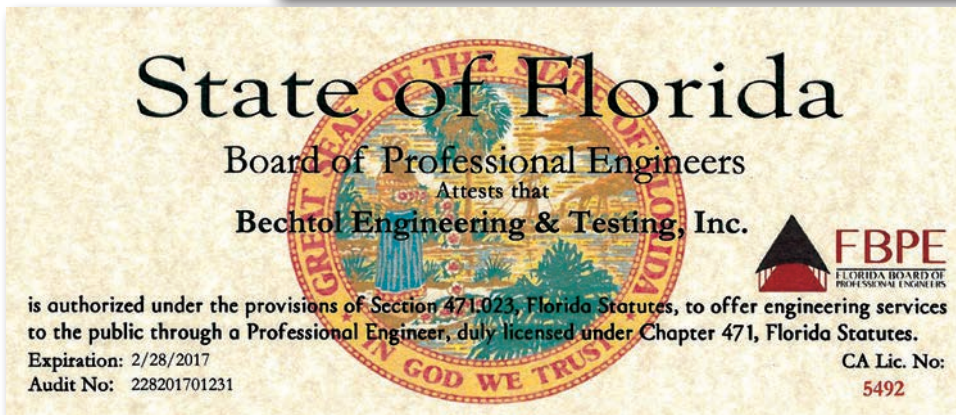 State of Florida
Board of Professional Engineers
Attests that
Bechtol Engineering & Testing, Inc.
FBPE
FLORIDA BOARD OF
PROFESSIONAL ENGINEERS
is authorized under the provisions of Section 471.023, Florida Statutes, to offer engineering services
to the public through a Professional Engineer, duly licensed under Chapter 471, Florida Statutes.
Expiration: 2/28/2017
Audit No: 228201701231
CA Lic. No:
5492
GREAT SEAL OF THE STATE OF FLORIDA
IN GOD WE TRUST